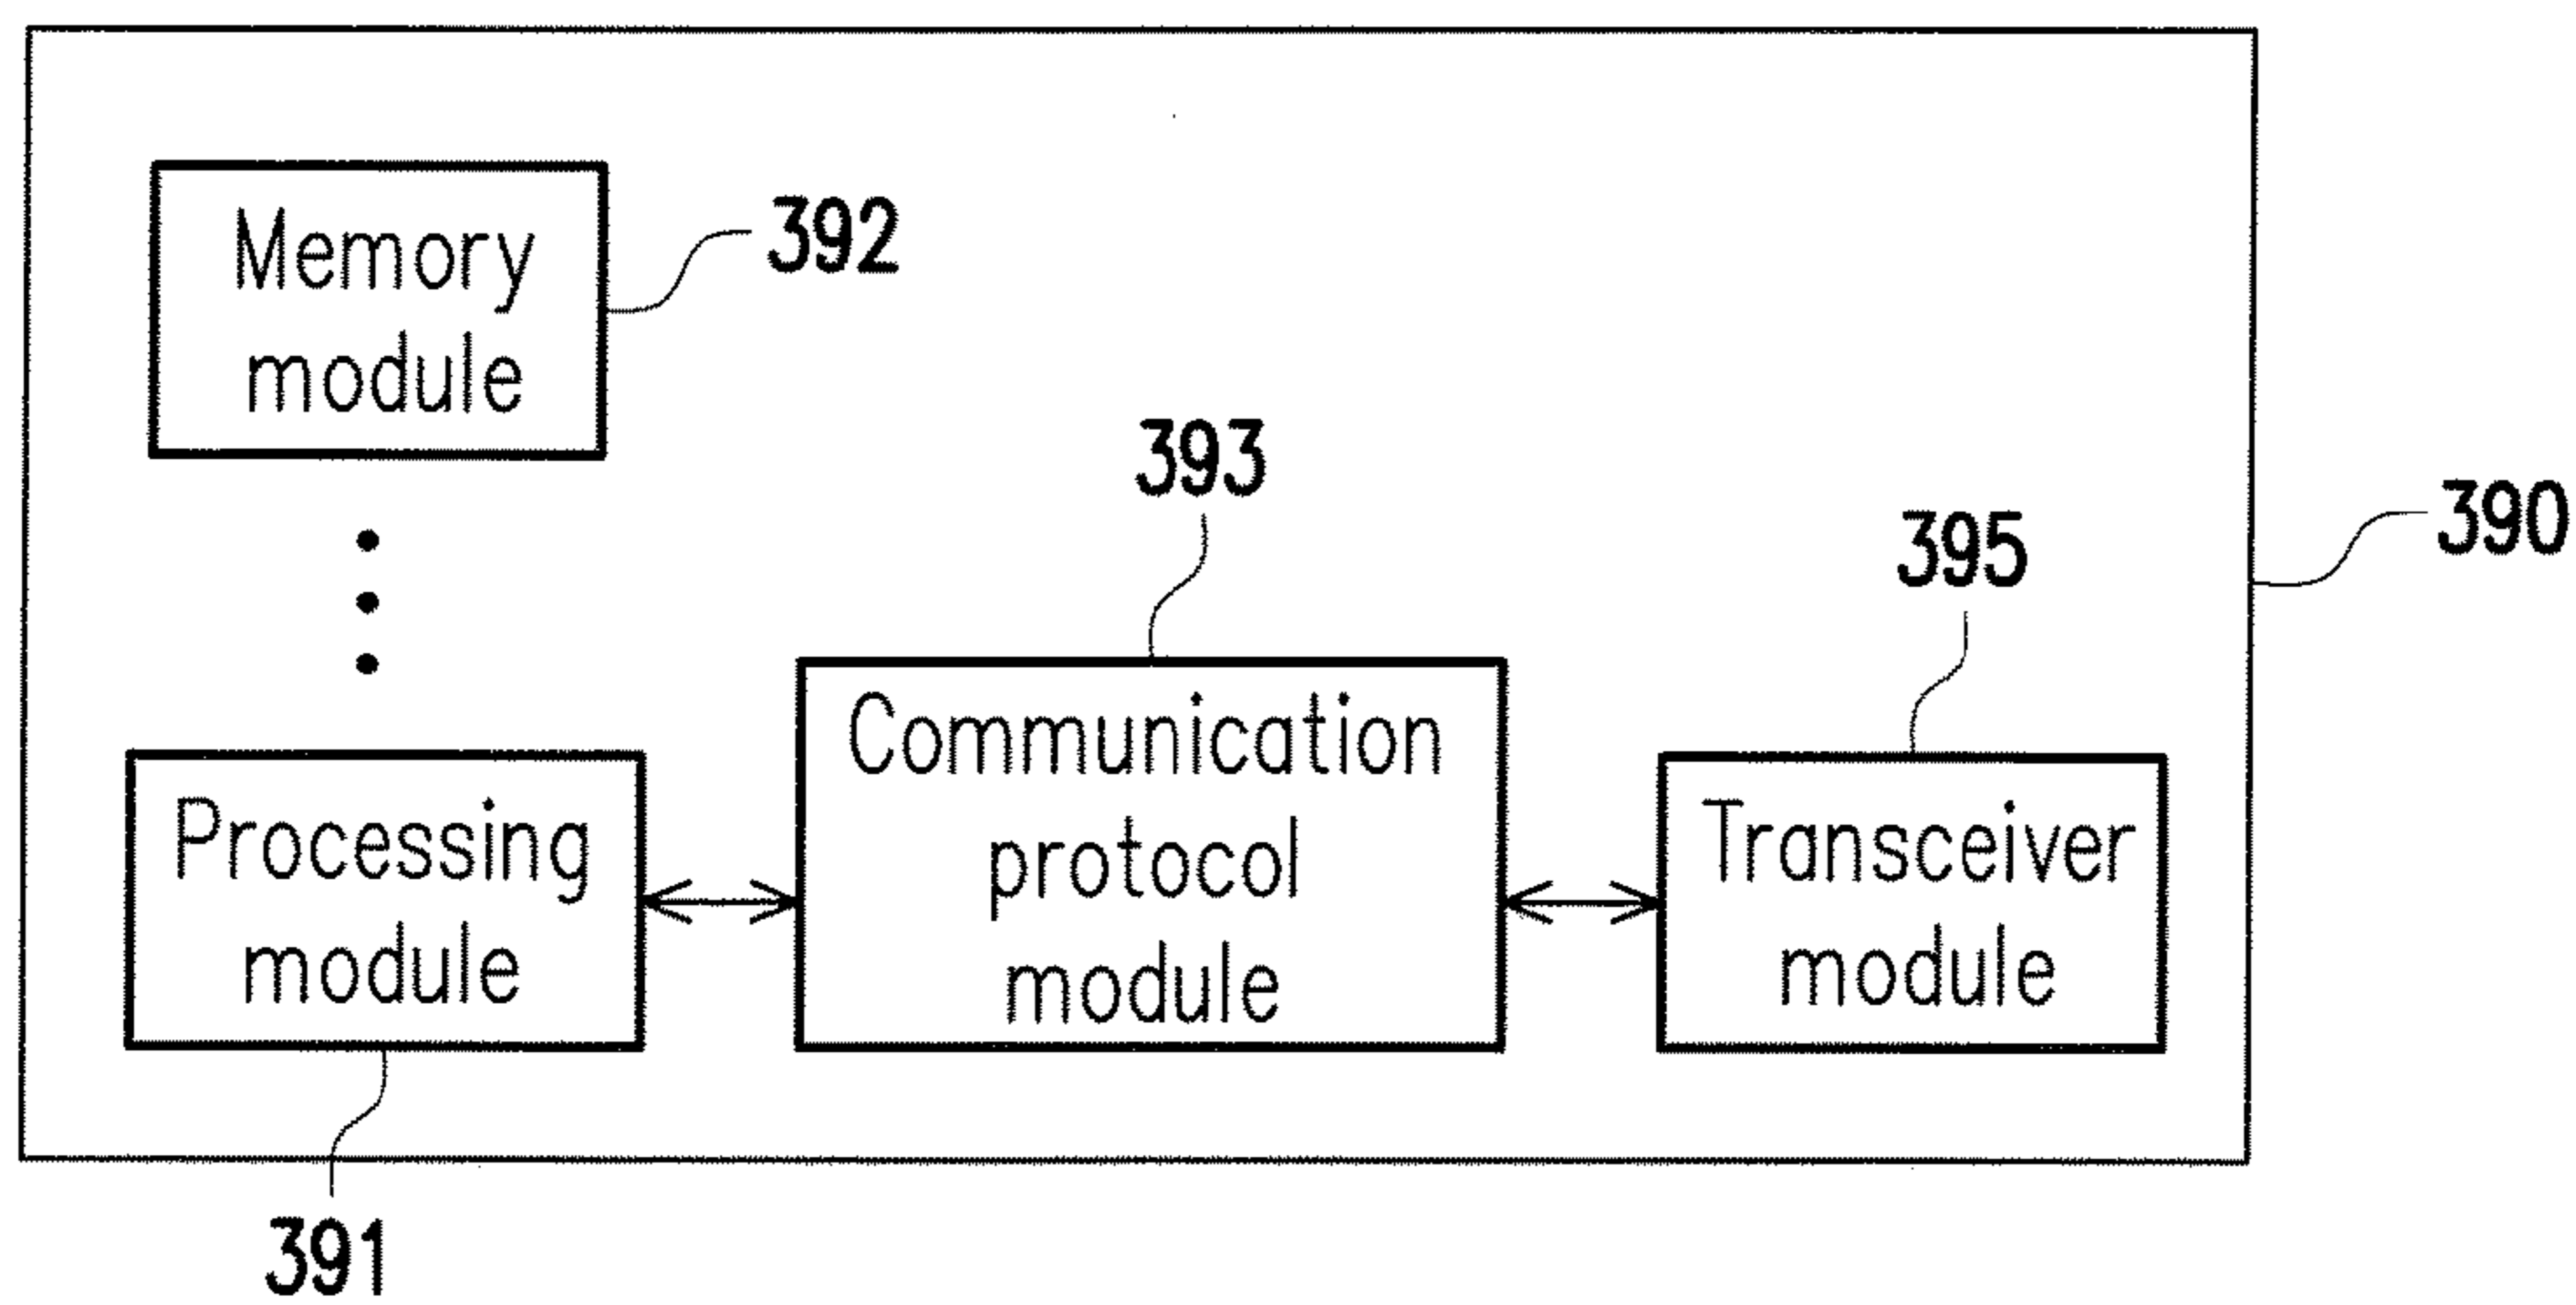 Memory
module
392
393
390
395
Communication
protocol
module
Processing
module
Transceiver
module
391